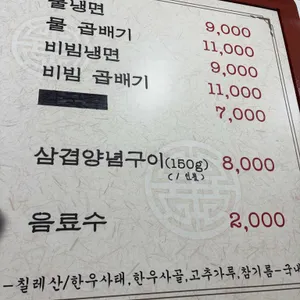 물냉면 9,000
물 곱배기 11,000
비빔냉면 9,000
비빔 곱배기 11,000
7,000
삼겹양념구이(150g) 8,000
(/ 인분)
음료수 2,000
-칠레산/한우사태,한우사골,고추가루,참기름-국내